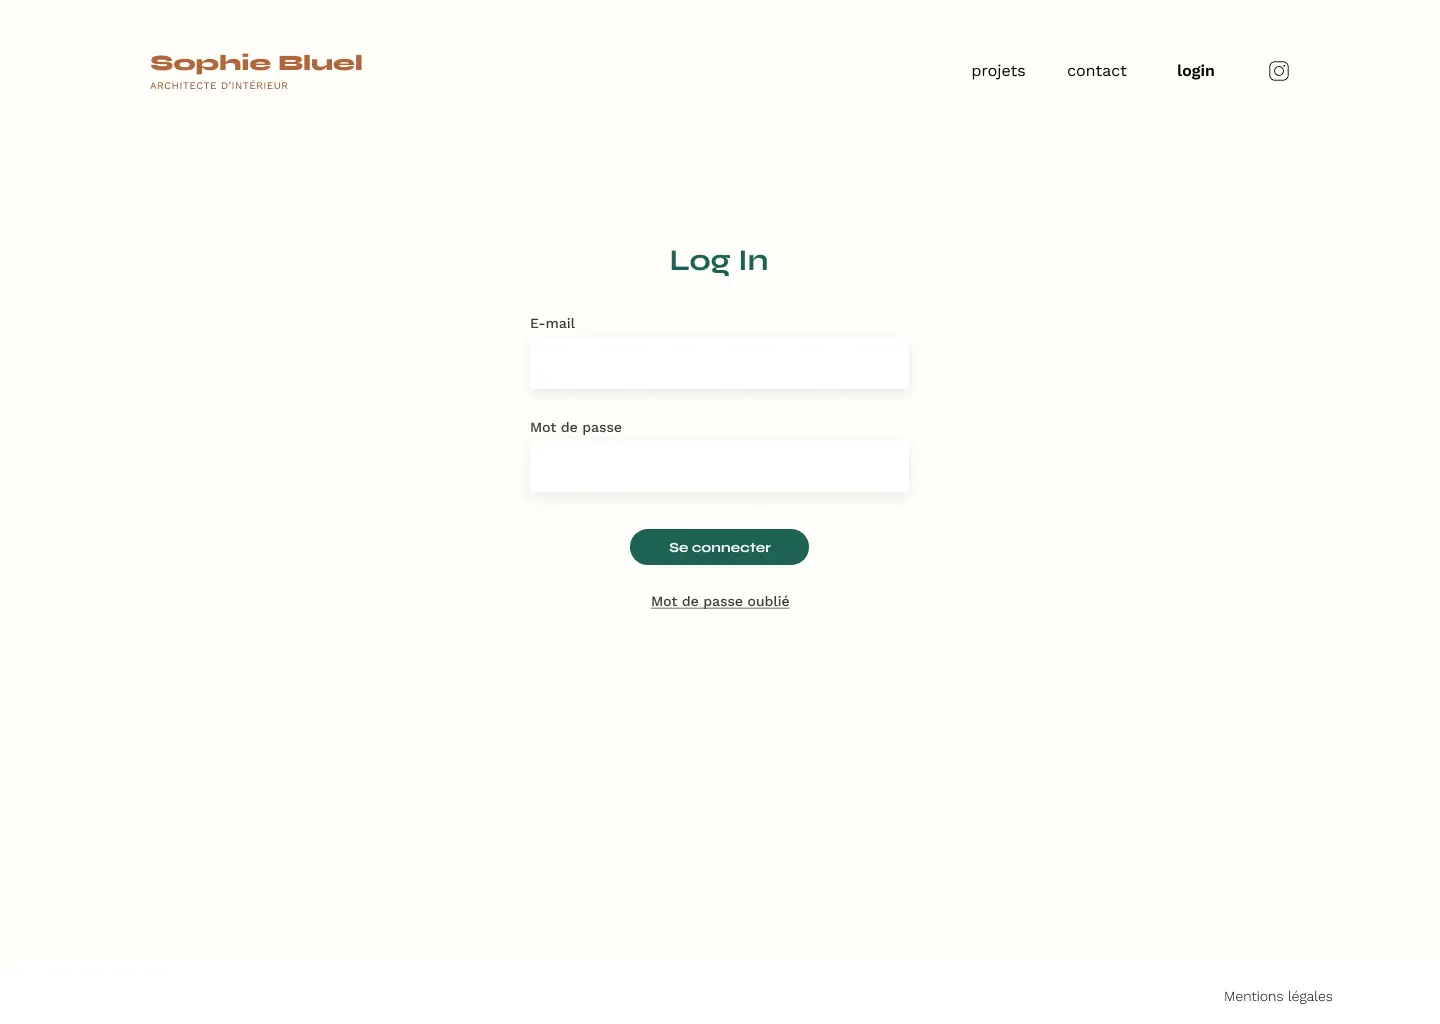 Sophie Bluel
ARCHITECTE D'INTÉRIEUR
projets contact login
Log In
E-mail
Mot de passe
Se connecter
Mot de passe oublié
Mentions légales